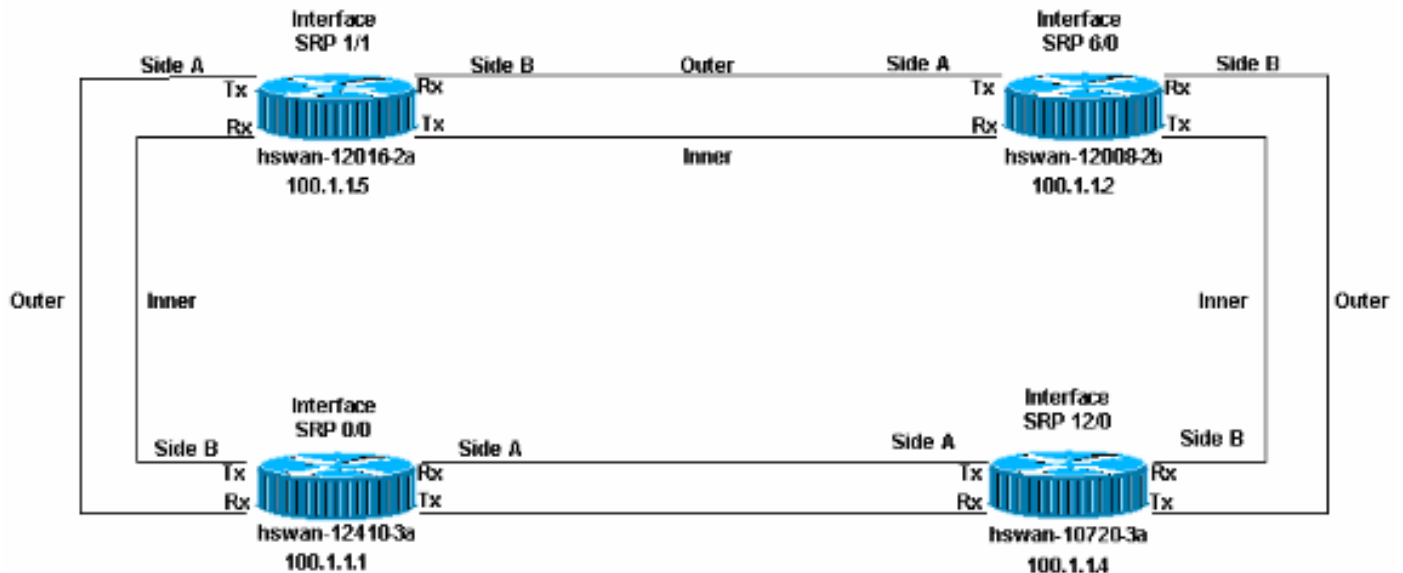 Interface
SRP 1/1
Interface
SRP 6/0
Side A
Side B
Outer
Side A
Side B
Tx
Rx
Tx
Rx
Rx
Tx
Rx
Tx
hswan-12016-2a
100.1.1.5
Inner
hswan-12008-2b
100.1.1.2
Outer
Inner
Inner
Outer
Interface
SRP 0/0
Interface
SRP 12/0
Side B
Side A
Side A
Side B
Tx
Rx
Tx
Rx
Rx
Tx
Rx
Tx
hswan-12410-3a
100.1.1.1
hswan-10720-3a
100.1.1.4